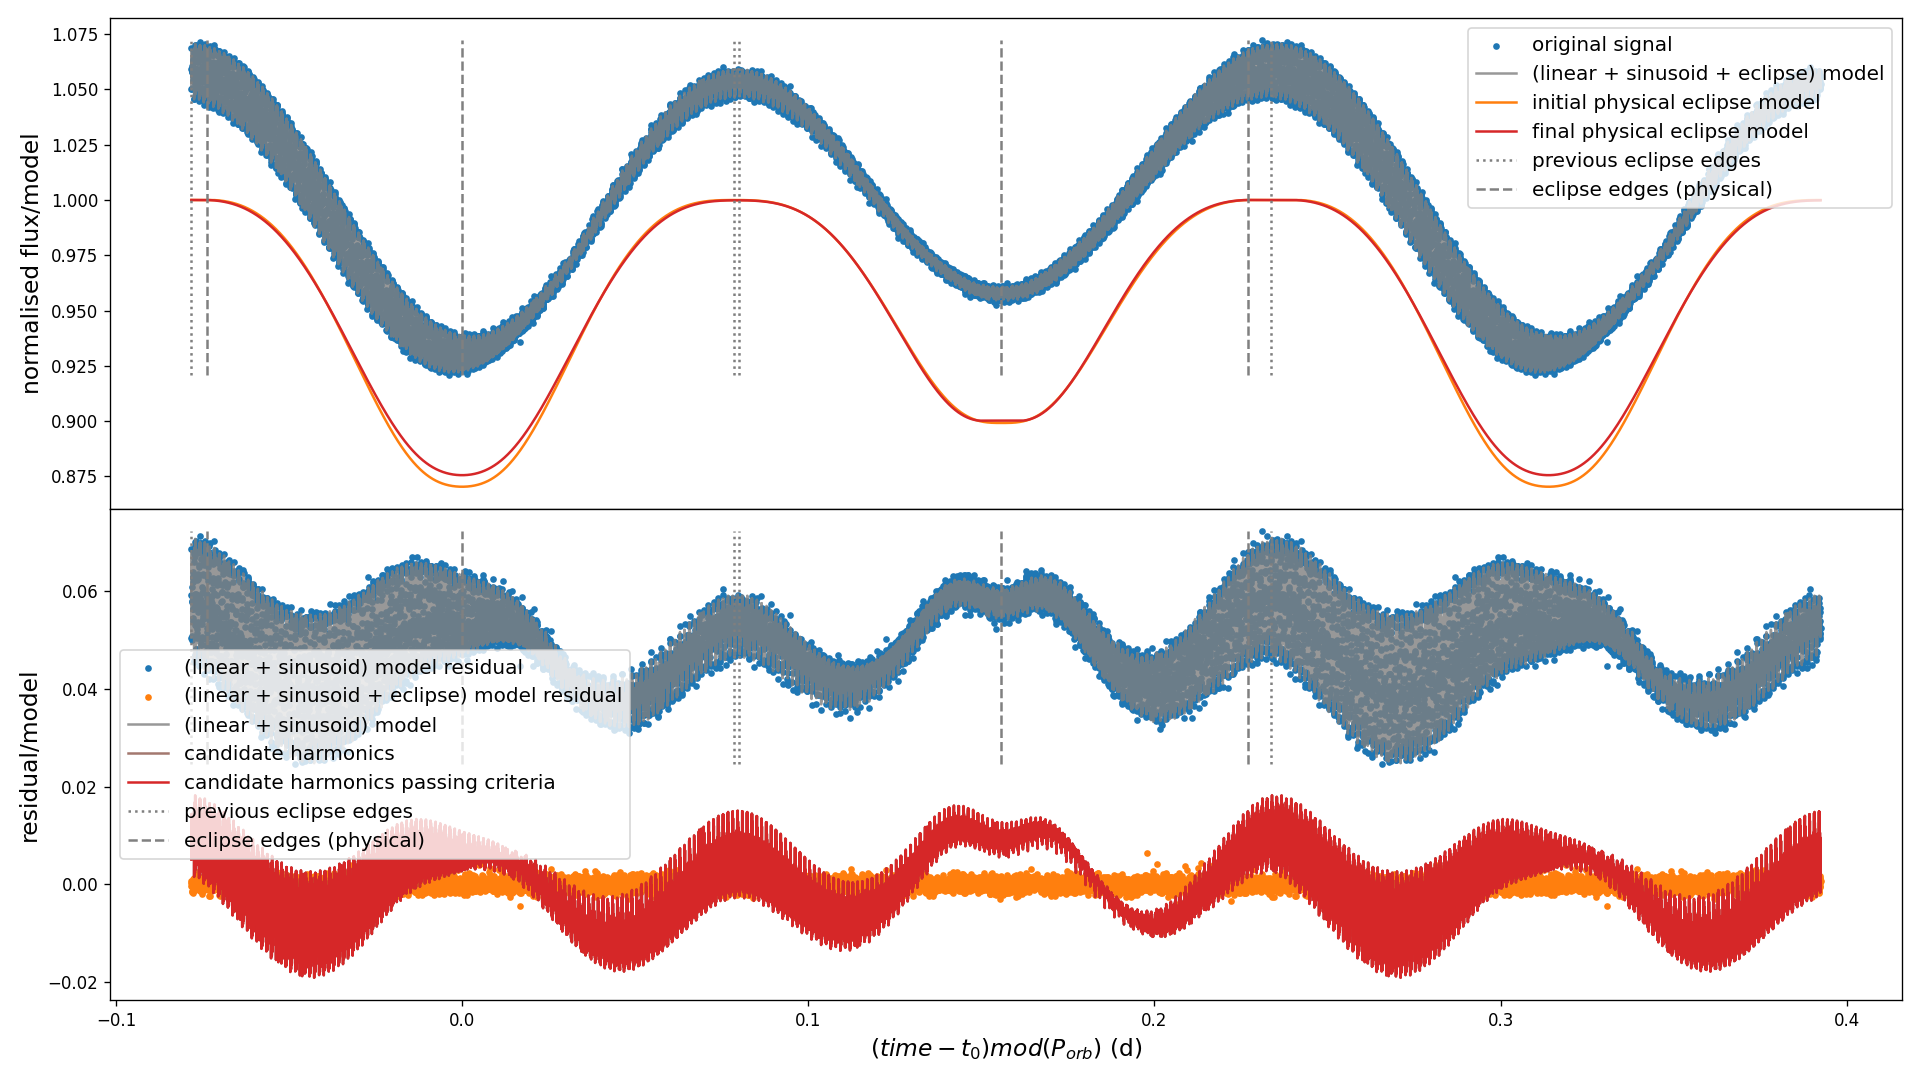 normalised flux/model
1.075
1.050
1.025
1.000
0.975
0.950
0.925
0.900
0.875
original signal
(linear + sinusoid + eclipse) model
initial physical eclipse model
final physical eclipse model
previous eclipse edges
eclipse edges (physical)
residual/model
0.06
0.04
0.02
0.00
−0.02
(linear + sinusoid) model residual
(linear + sinusoid + eclipse) model residual
(linear + sinusoid) model
candidate harmonics
candidate harmonics passing criteria
previous eclipse edges
eclipse edges (physical)
−0.1 0.0 0.1 0.2 0.3 0.4
(time − t₀)mod(Pₒᵣb) (d)